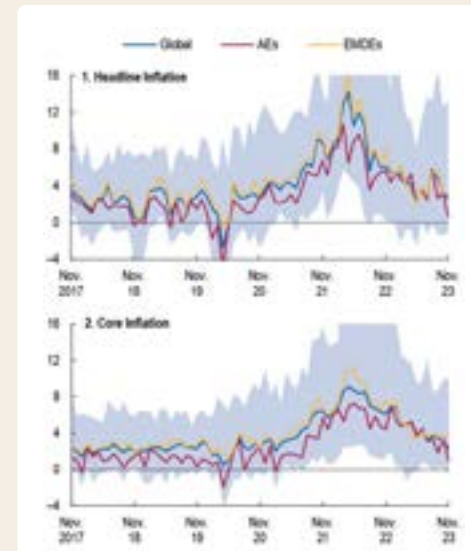 Global AEs EMDEs
1. Headline Inflation
16
12
8
4
0
-4
Nov. Nov. Nov. Nov. Nov. Nov. Nov.
2017 18 19 20 21 22 23
2. Core Inflation
16
12
8
4
0
-4
Nov. Nov. Nov. Nov. Nov. Nov. Nov.
2017 18 19 20 21 22 23